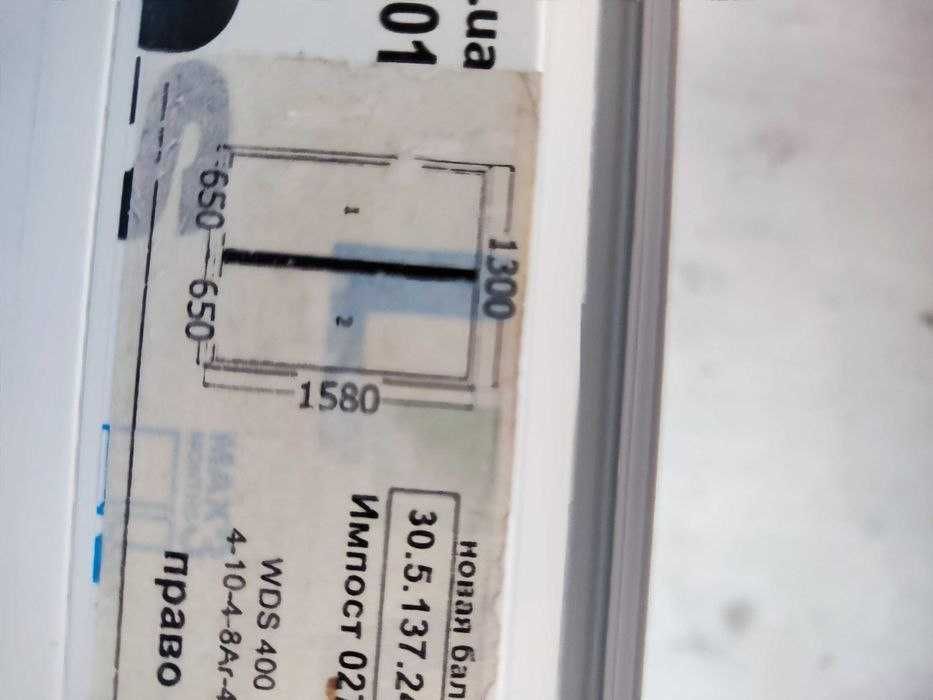 .ua
01
1300
650
650
1
2
1580
новая бал
30.5.137.24
Импост 02
WDS 400
4-10-4-8Ar-4
право
MAX